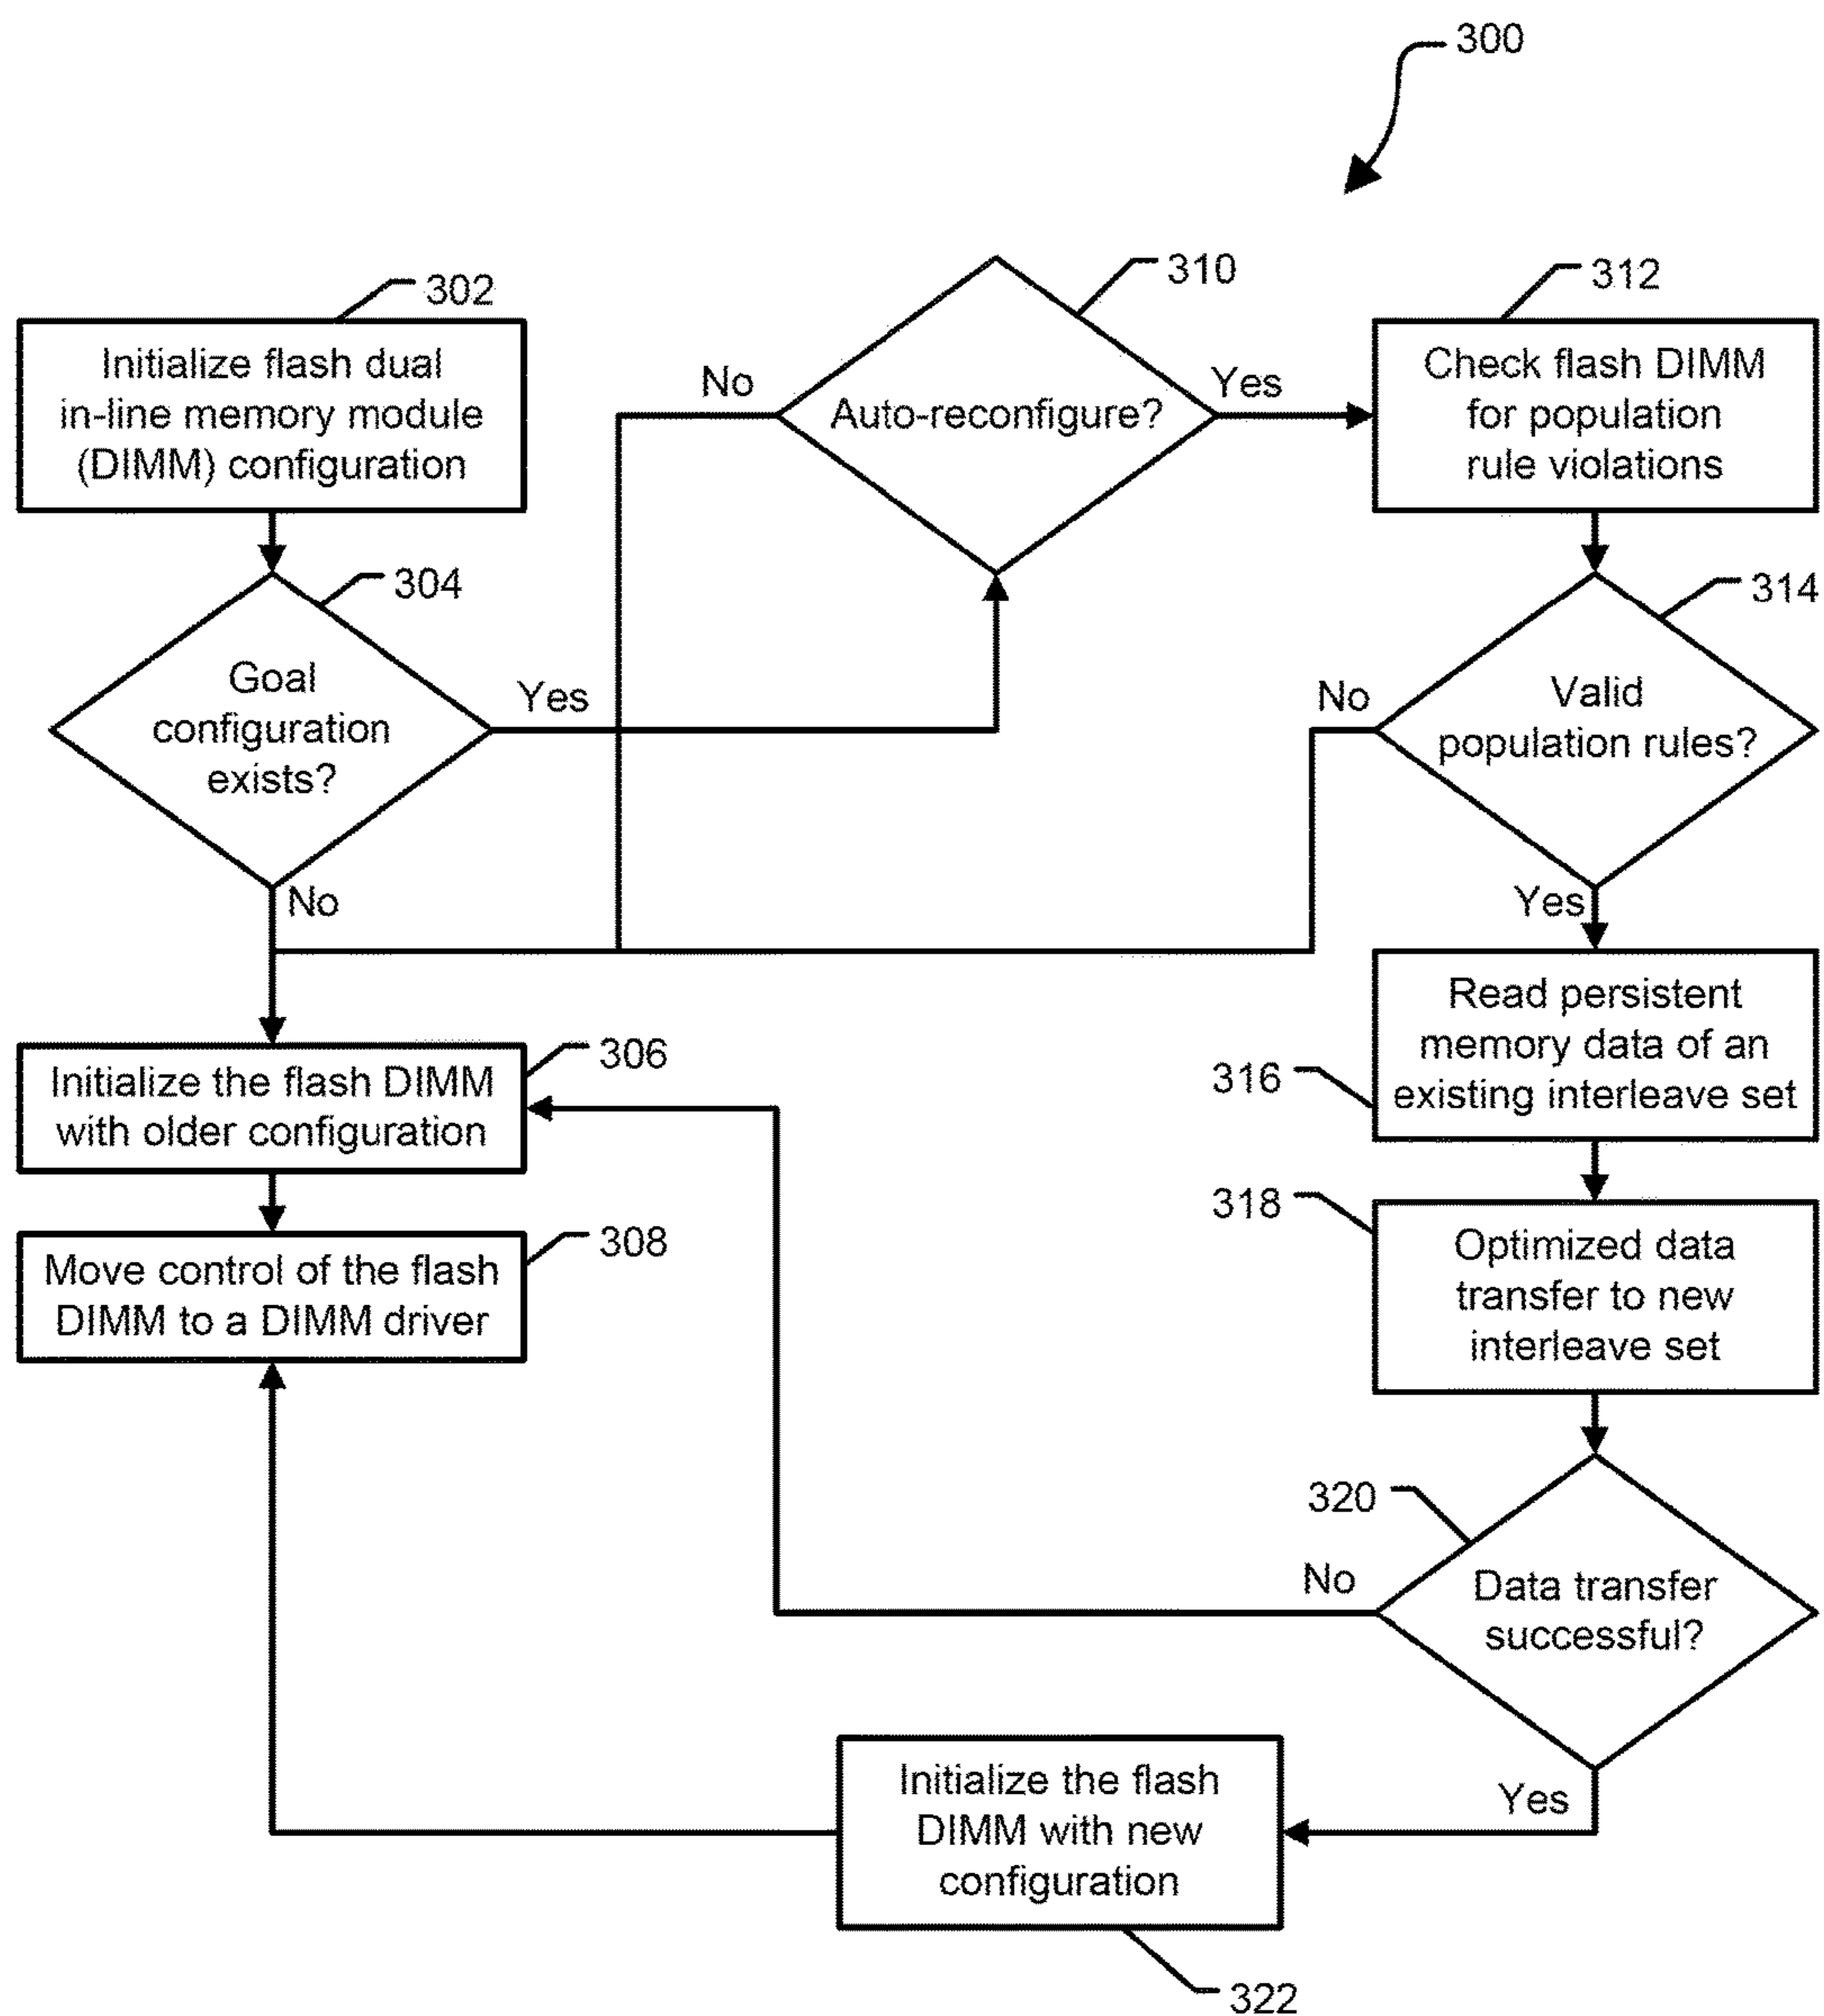 300
302
Initialize flash dual
in-line memory module
(DIMM) configuration
304
Goal
configuration
exists?
Yes
No
310
Auto-reconfigure?
No
Yes
312
Check flash DIMM
for population
rule violations
314
Valid
population rules?
No
Yes
306
Initialize the flash DIMM
with older configuration
308
Move control of the flash
DIMM to a DIMM driver
316
Read persistent
memory data of an
existing interleave set
318
Optimized data
transfer to new
interleave set
320
Data transfer
successful?
No
Yes
Initialize the flash
DIMM with new
configuration
322